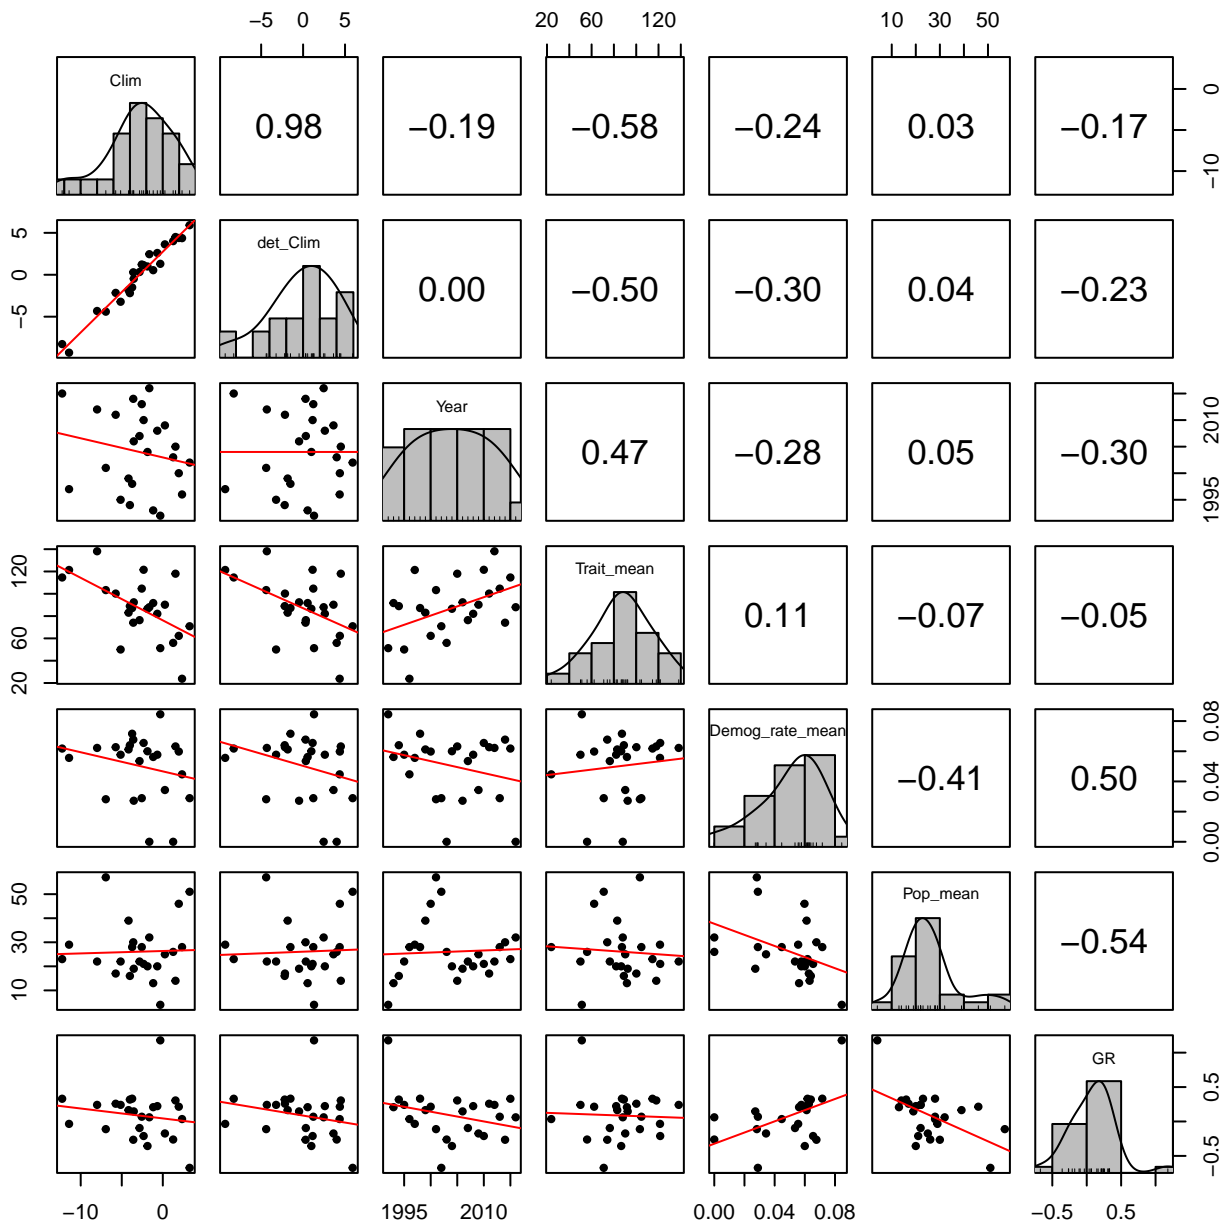 −5 0 5 20 60 120 10 30 50
Clim 0.98 −0.19 −0.58 −0.24 0.03 −0.17 −10 0
−5 0 5 det_Clim 0.00 −0.50 −0.30 0.04 −0.23
Year 0.47 −0.28 0.05 −0.30 1995 2010
20 60 120 Trait_mean 0.11 −0.07 −0.05
Demog_rate_mean −0.41 0.50 0.00 0.04 0.08
10 30 50 Pop_mean −0.54
GR −0.5 0.5
−10 0 1995 2010 0.00 0.04 0.08 −0.5 0.5